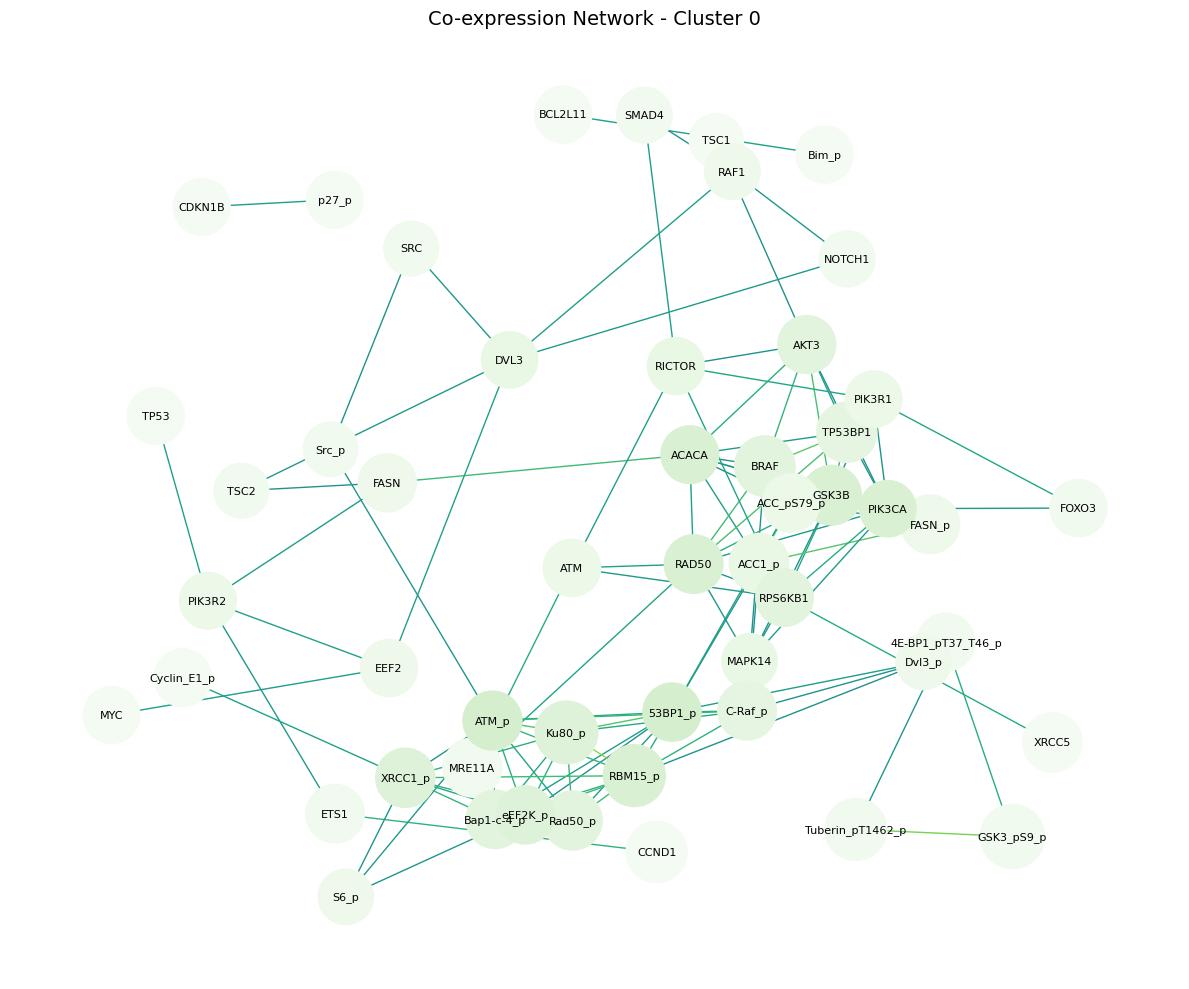 Co-expression Network - Cluster 0
BCL2L11
SMAD4
TSC1
Bim_p
RAF1
CDKN1B
p27_p
SRC
NOTCH1
DVL3
AKT3
RICTOR
PIK3R1
TP53
TP53BP1
Src_p
ACACA
BRAF
TSC2
FASN
ACC_pS79_p
GSK3B
PIK3CA
FASN_p
FOXO3
ATM
RAD50
ACC1_p
PIK3R2
RPS6KB1
4E-BP1_pT37_T46_p
Dvl3_p
MAPK14
EEF2
Cyclin_E1_p
MYC
ATM_p
53BP1_p
C-Raf_p
Ku80_p
XRCC5
MRE11A
XRCC1_p
RBM15_p
ETS1
Bap1-c-4_p
eEF2K_p
Rad50_p
Tuberin_pT1462_p
GSK3_pS9_p
CCND1
S6_p